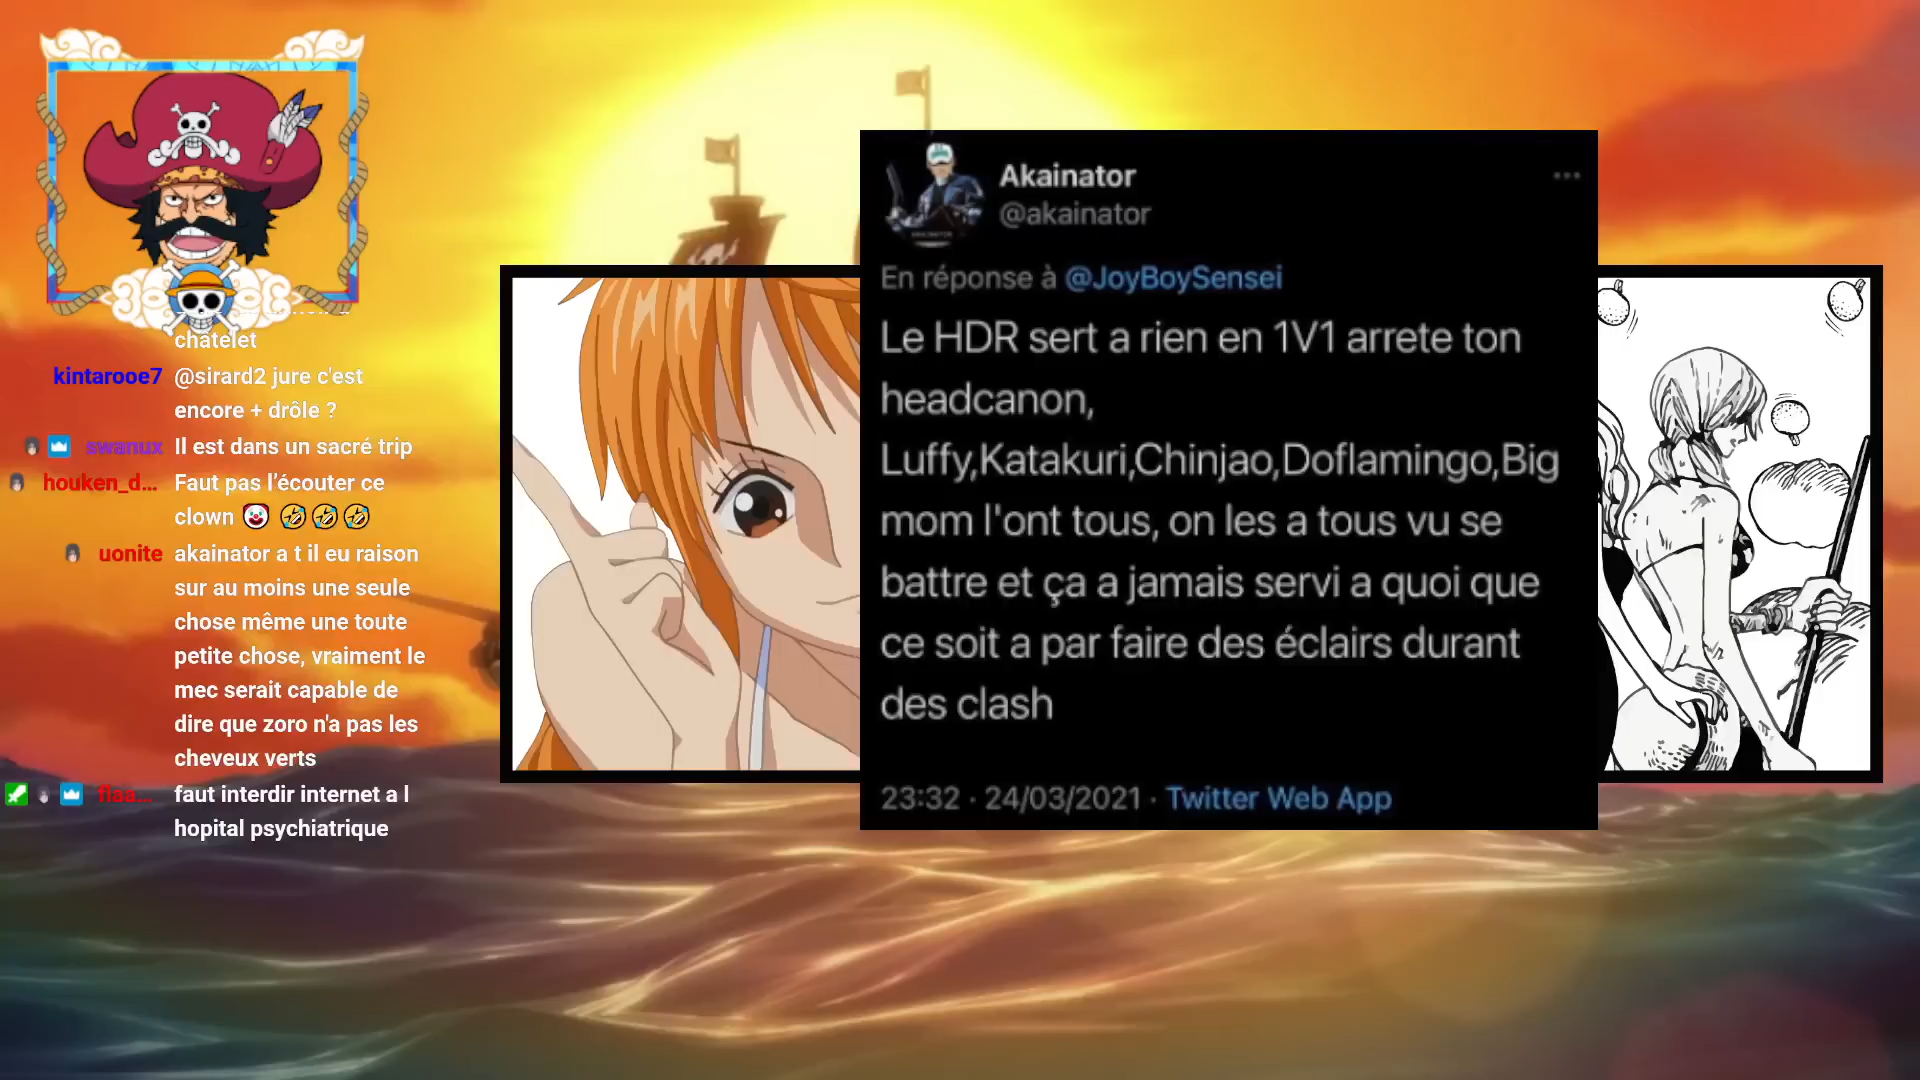 chatelet
kintarooe7 @sirard2 jure c'est
encore + drôle ?
swanux Il est dans un sacré trip
houken_d... Faut pas l'écouter ce
clown 🤡 🤣🤣🤣
uonite akainator a t il eu raison
sur au moins une seule
chose même une toute
petite chose, vraiment le
mec serait capable de
dire que zoro n'a pas les
cheveux verts
flaa... faut interdir internet a l
hopital psychiatrique
Akainator
@akainator
En réponse à @JoyBoySensei
Le HDR sert a rien en 1V1 arrete ton
headcanon,
Luffy,Katakuri,Chinjao,Doflamingo,Big
mom l'ont tous, on les a tous vu se
battre et ça a jamais servi a quoi que
ce soit a par faire des éclairs durant
des clash
23:32 · 24/03/2021 · Twitter Web App